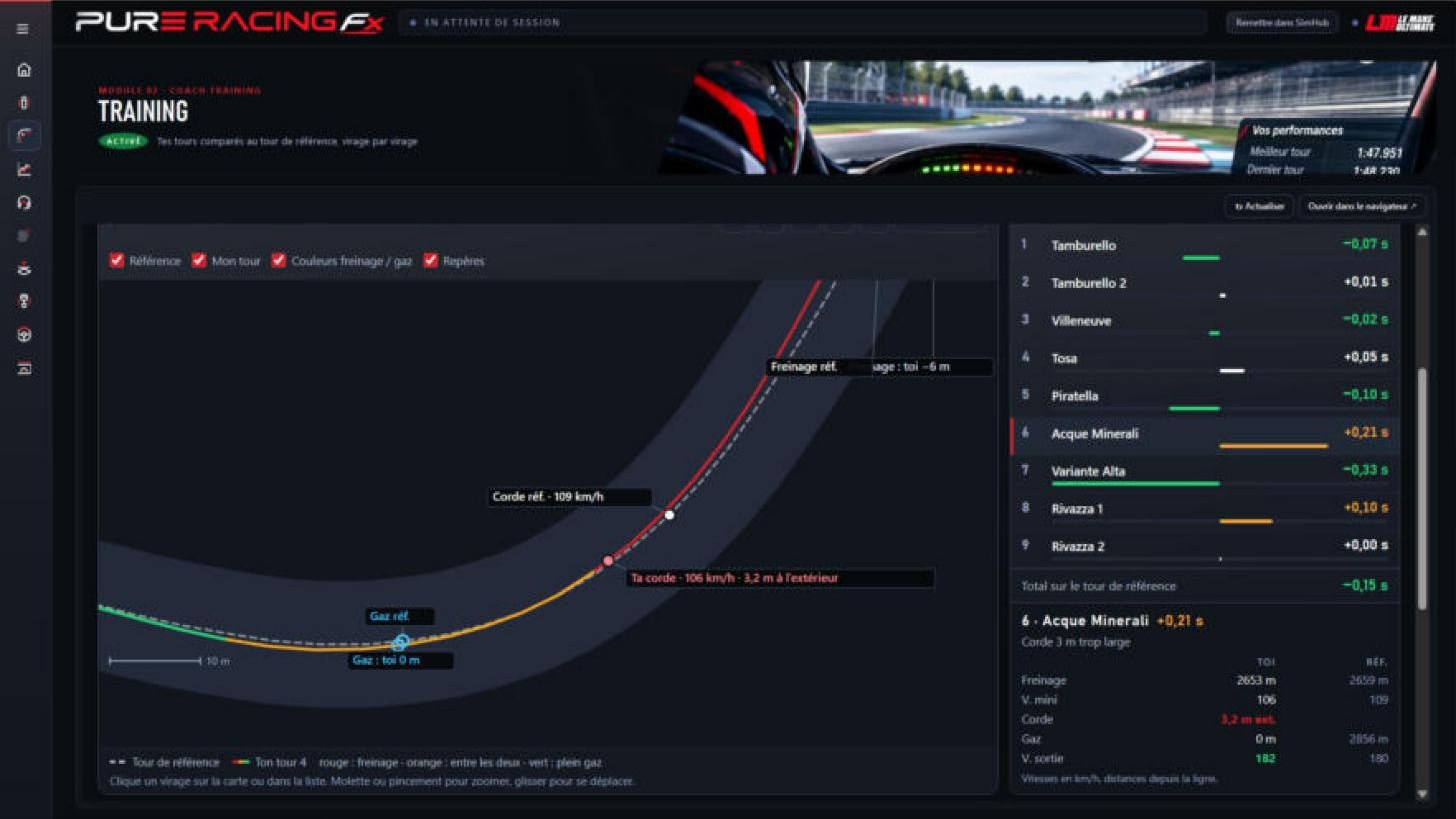 PURE RACING Fx
EN ATTENTE DE SESSION
Remettre dans SimHub
LMU LE MANS ULTIMATE
MODULE 02 · COACH TRAINING
TRAINING
ACTIVÉ
Tes tours comparés au tour de référence, virage par virage
Vos performances
Meilleur tour 1:47.951
Dernier tour 1:48.230
Actualiser
Ouvrir dans le navigateur
Référence
Mon tour
Couleurs freinage / gaz
Repères
Freinage réf.
age : toi −6 m
Corde réf. · 109 km/h
Ta corde · 106 km/h · 3,2 m à l'extérieur
Gaz réf.
Gaz : toi 0 m
10 m
Tour de référence
Ton tour 4
rouge : freinage · orange : entre les deux · vert : plein gaz
Clique un virage sur la carte ou dans la liste. Molette ou pincement pour zoomer, glisser pour se déplacer.
1 Tamburello −0,07 s
2 Tamburello 2 +0,01 s
3 Villeneuve −0,02 s
4 Tosa +0,05 s
5 Piratella −0,10 s
6 Acque Minerali +0,21 s
7 Variante Alta −0,33 s
8 Rivazza 1 +0,10 s
9 Rivazza 2 +0,00 s
Total sur le tour de référence −0,15 s
6 · Acque Minerali +0,21 s
Corde 3 m trop large
TOI RÉF.
Freinage 2653 m 2659 m
V. mini 106 109
Corde 3,2 m ext.
Gaz 0 m 2856 m
V. sortie 182 180
Vitesses en km/h, distances depuis la ligne.